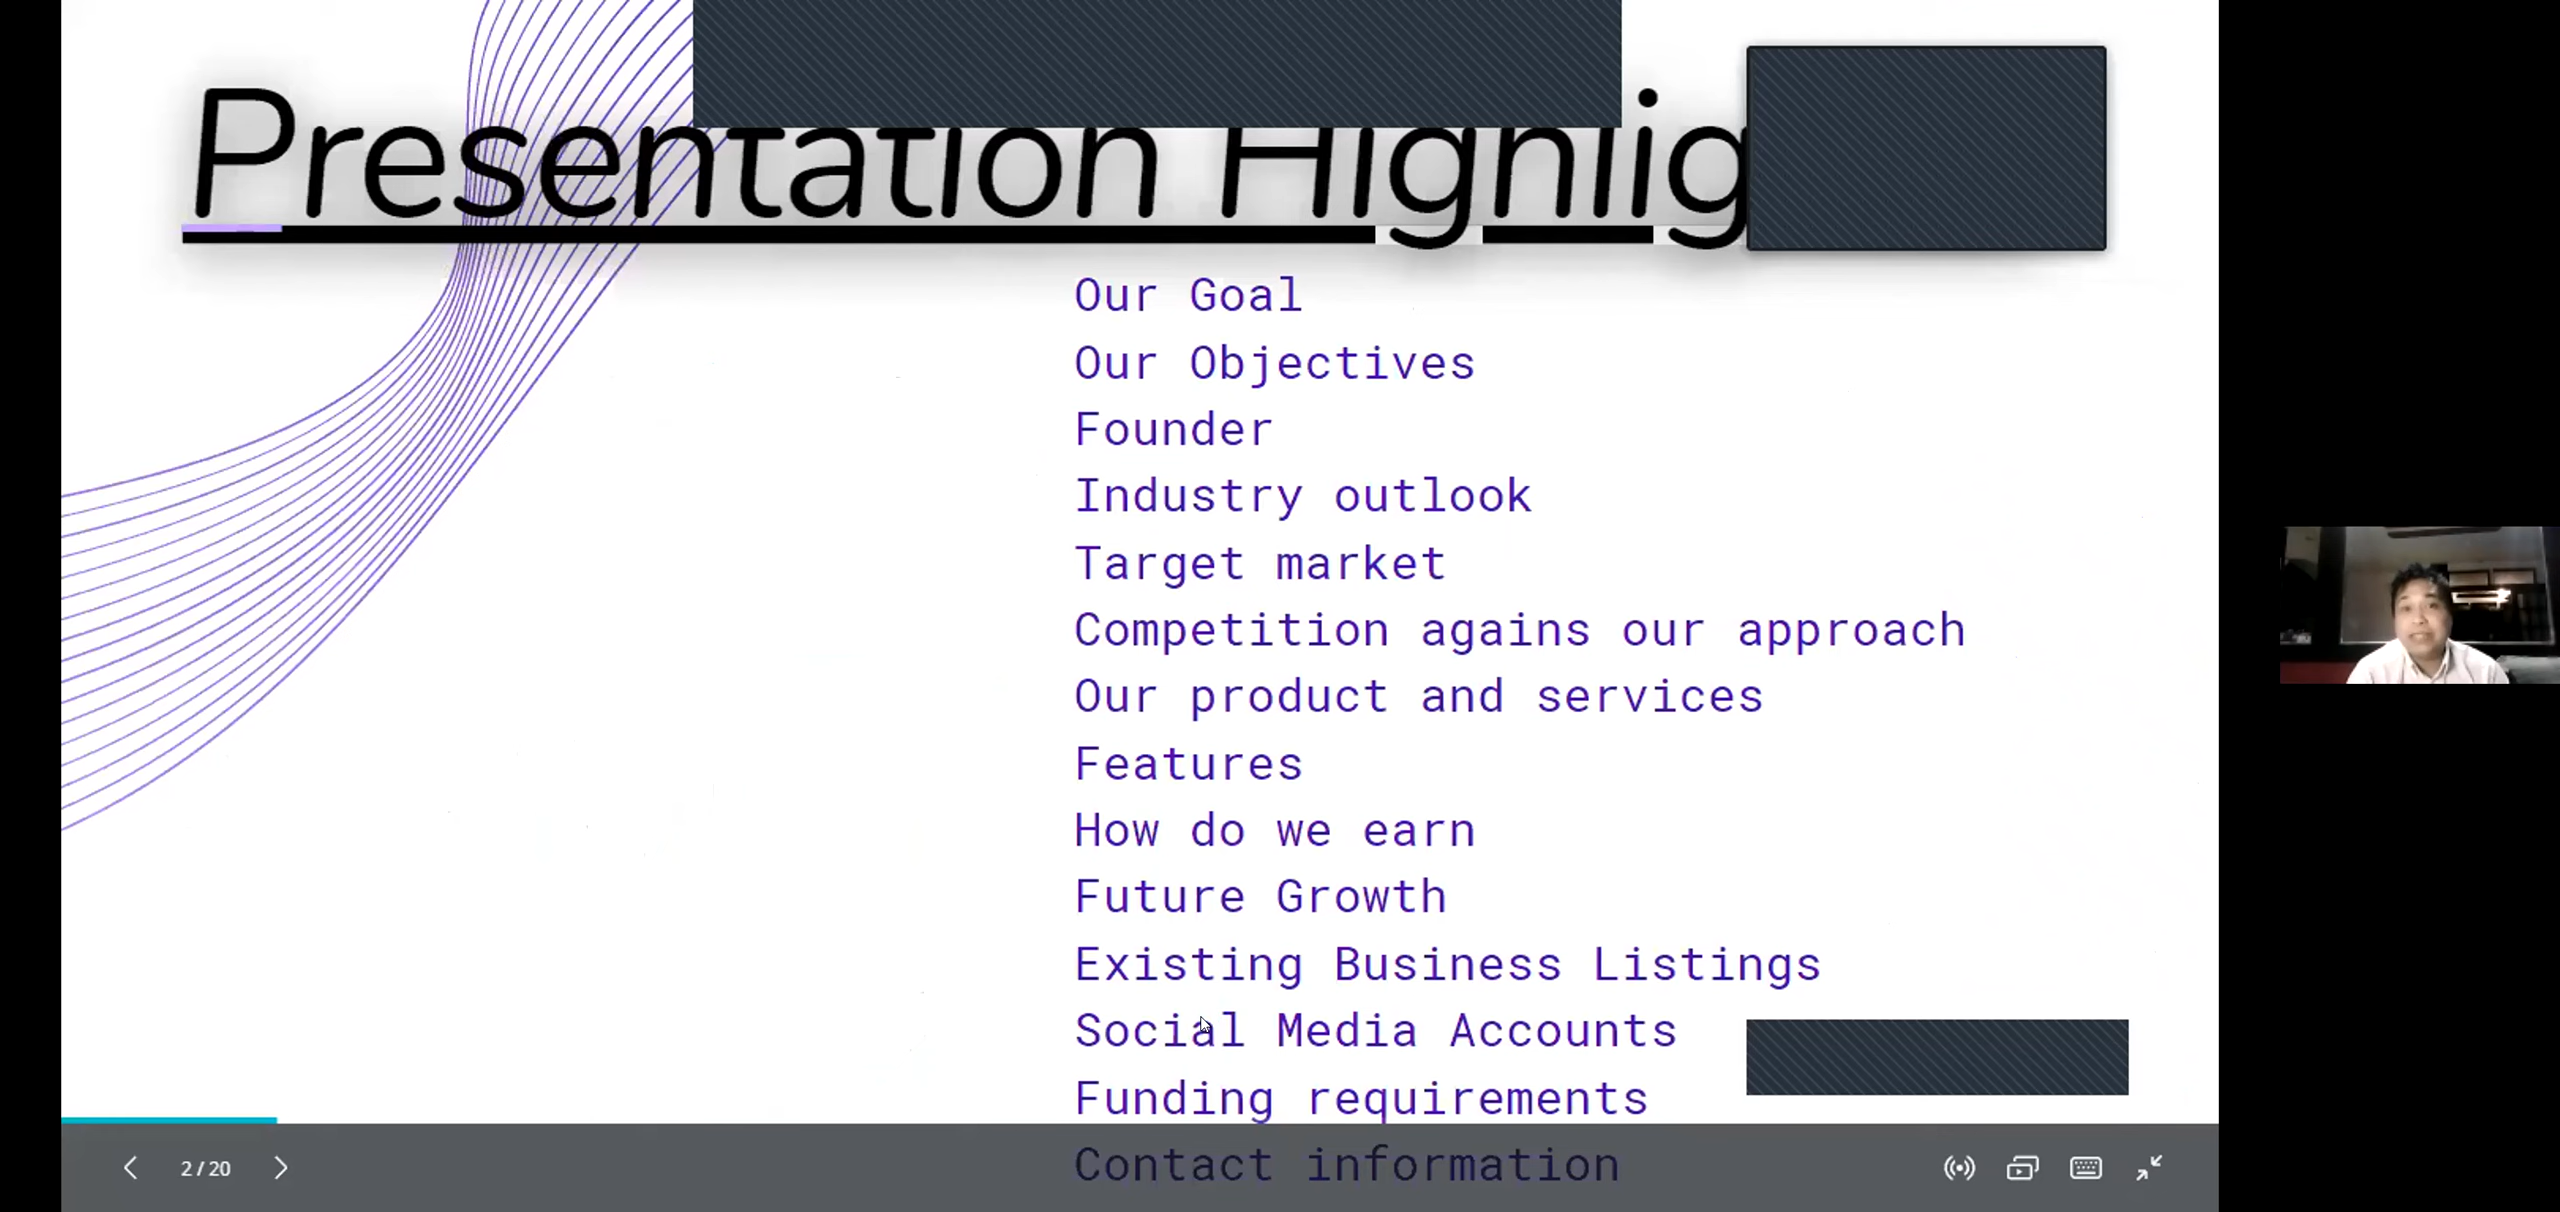 Presentation Highlig
Our Goal
Our Objectives
Founder
Industry outlook
Target market
Competition agains our approach
Our product and services
Features
How do we earn
Future Growth
Existing Business Listings
Social Media Accounts
Funding requirements
Contact information
2 / 20